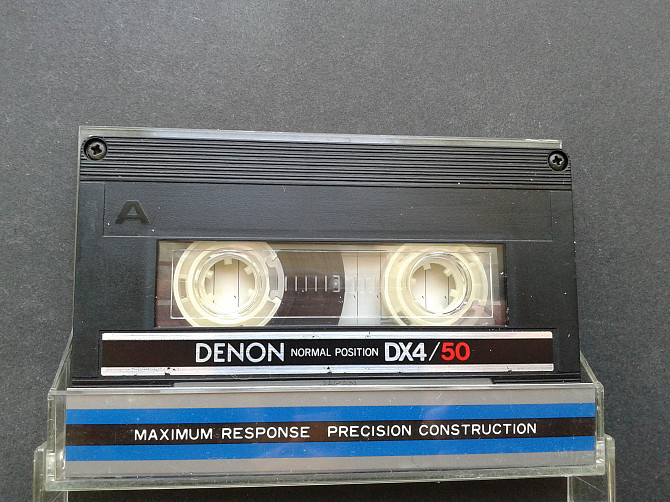 A
DENON NORMAL POSITION DX4/50
MAXIMUM RESPONSE PRECISION CONSTRUCTION